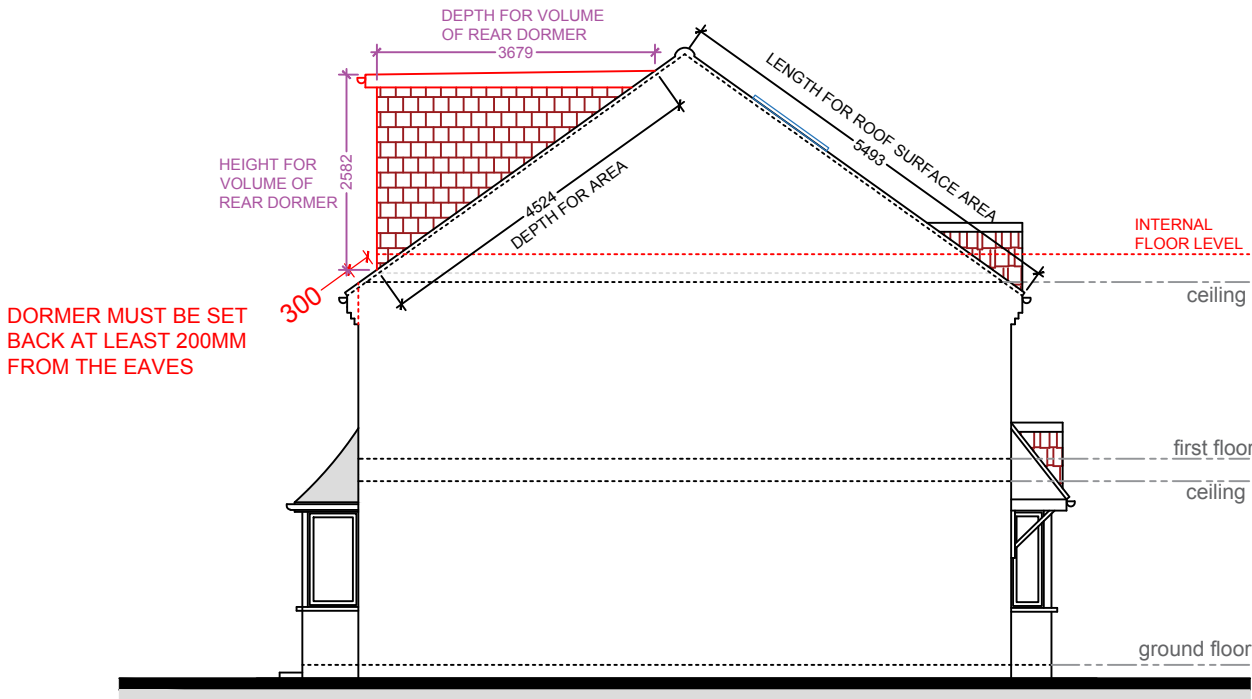 DEPTH FOR VOLUME
OF REAR DORMER
3679
LENGTH FOR ROOF SURFACE AREA
5493
HEIGHT FOR
VOLUME OF
REAR DORMER
2582
4524
DEPTH FOR AREA
INTERNAL
FLOOR LEVEL
300
ceiling
DORMER MUST BE SET
BACK AT LEAST 200MM
FROM THE EAVES
first floor
ceiling
ground floor